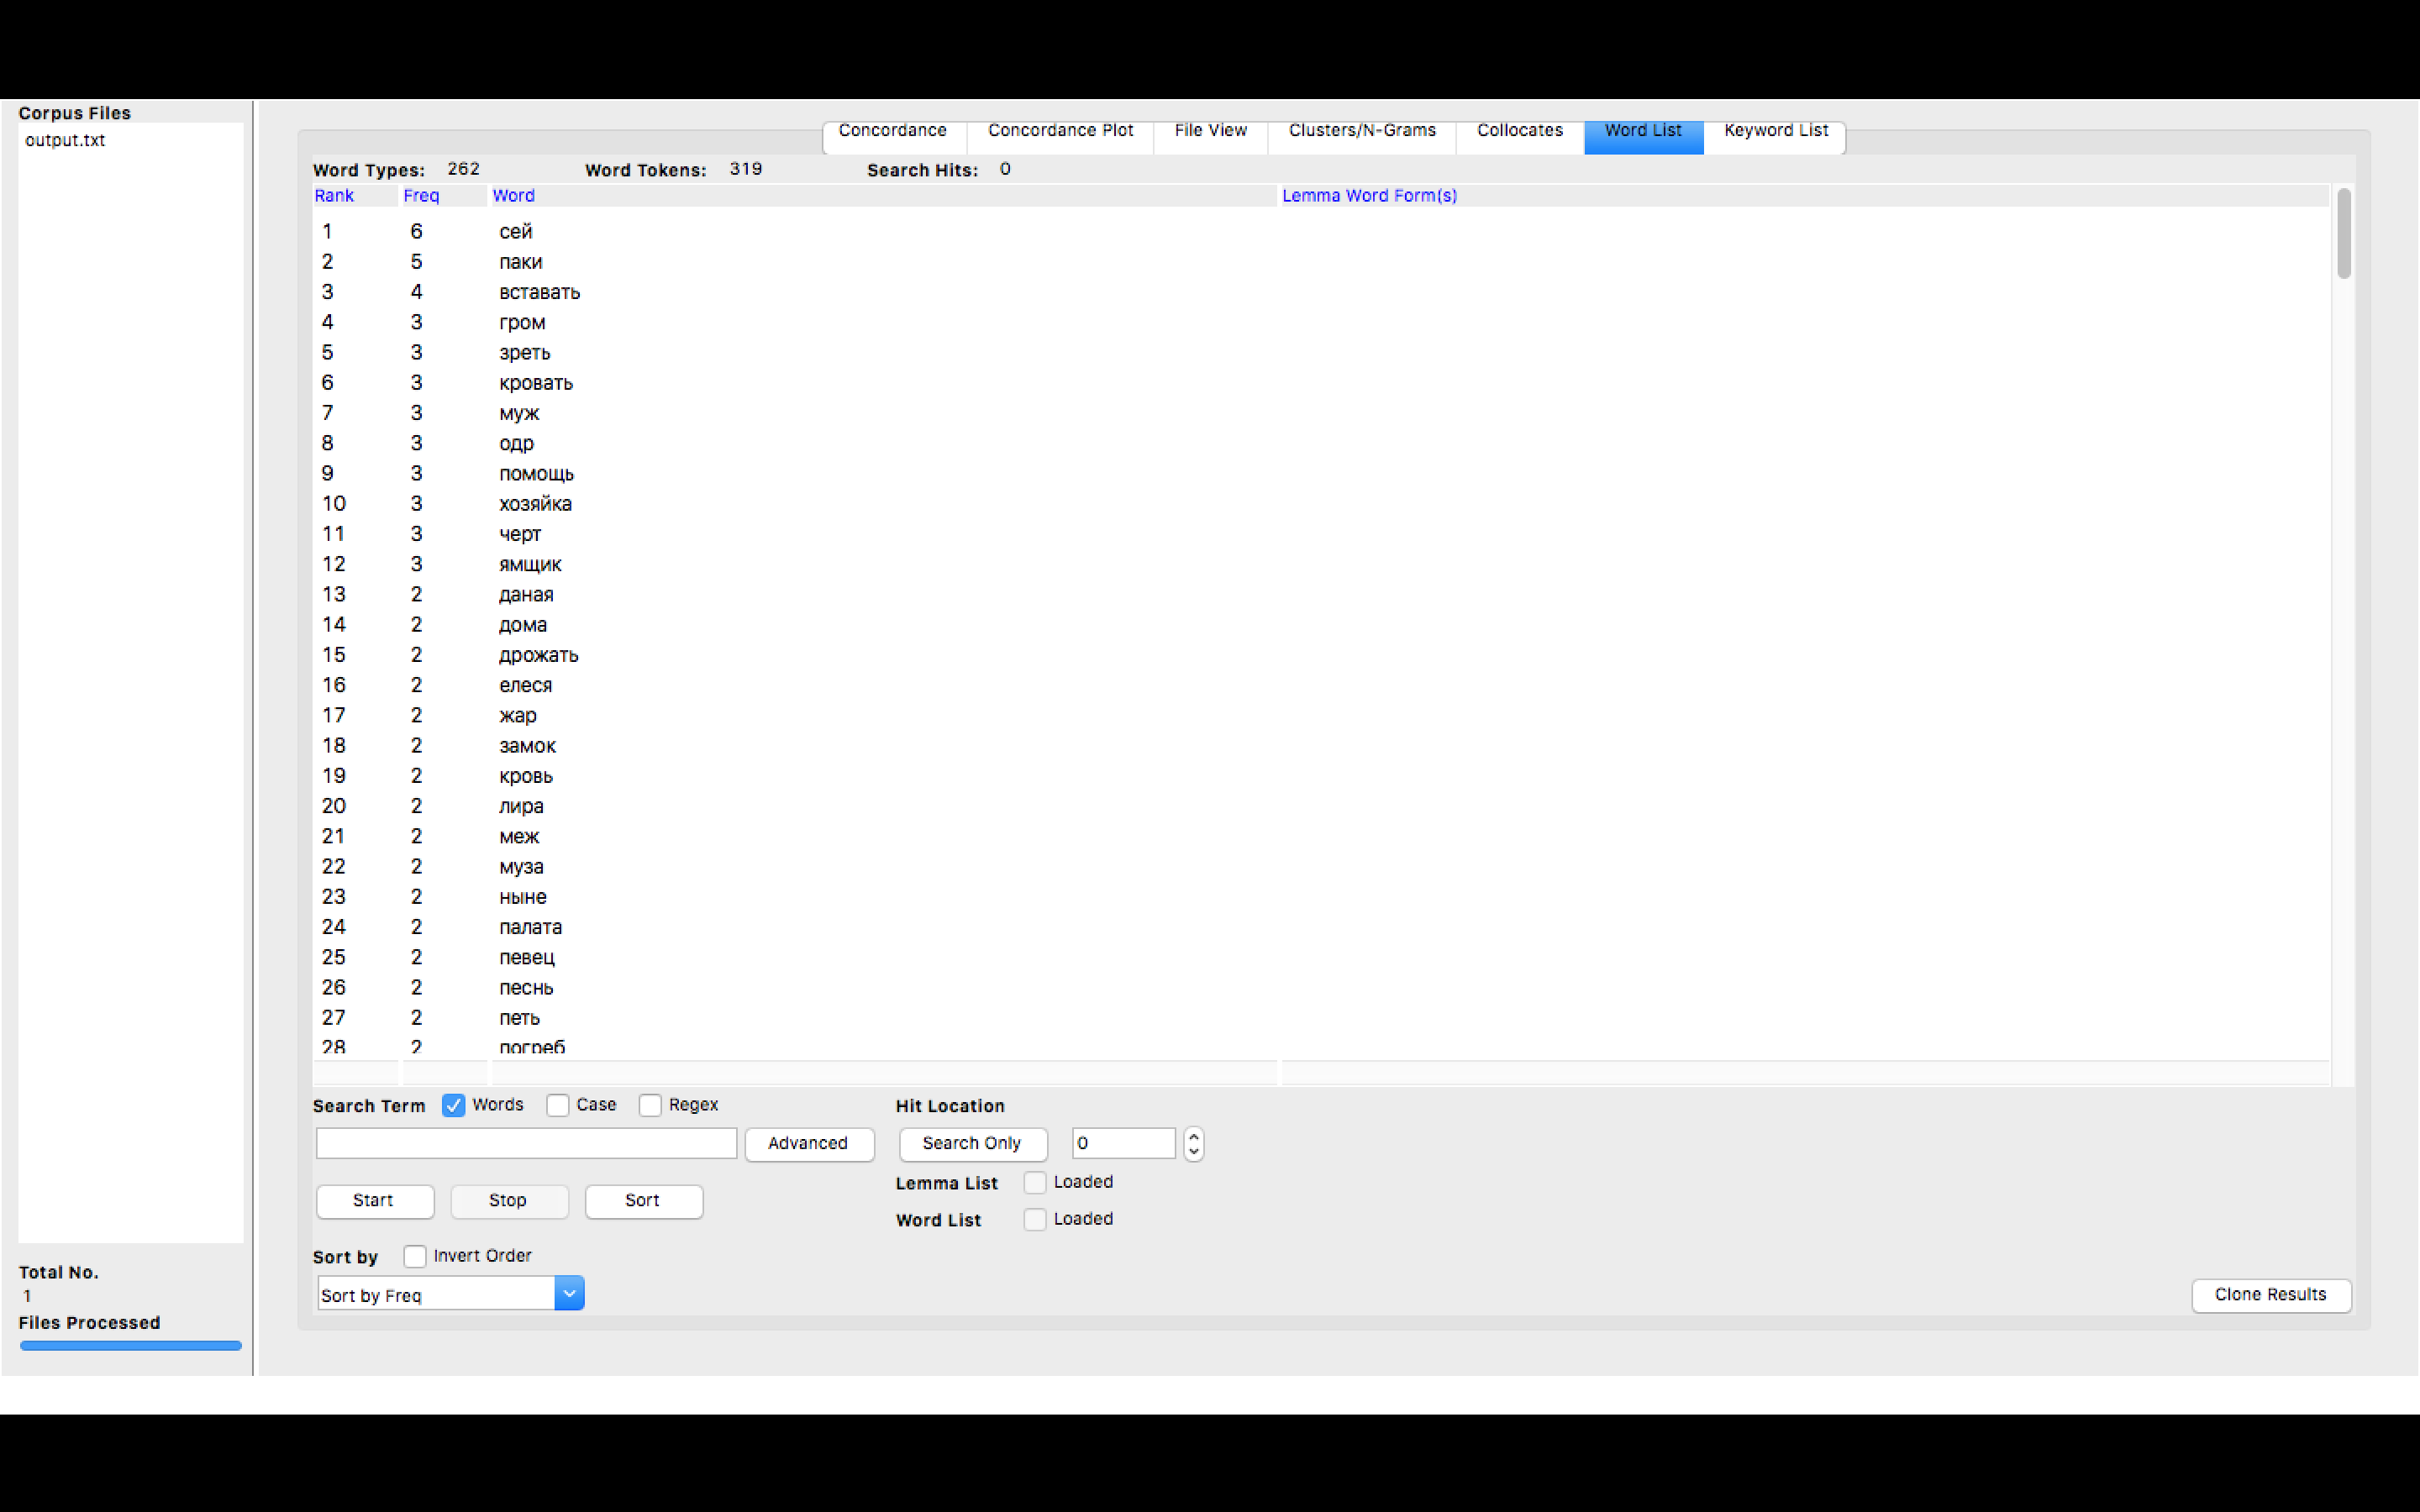 Corpus Files
output.txt
Concordance Concordance Plot File View Clusters/N-Grams Collocates Word List Keyword List
Word Types: 262 Word Tokens: 319 Search Hits: 0
Rank Freq Word Lemma Word Form(s)
1 6 сей
2 5 паки
3 4 вставать
4 3 гром
5 3 зреть
6 3 кровать
7 3 муж
8 3 одр
9 3 помощь
10 3 хозяйка
11 3 черт
12 3 ямщик
13 2 даная
14 2 дома
15 2 дрожать
16 2 елеся
17 2 жар
18 2 замок
19 2 кровь
20 2 лира
21 2 меж
22 2 муза
23 2 ныне
24 2 палата
25 2 певец
26 2 песнь
27 2 петь
28 2 погреб
Search Term Words Case Regex Hit Location
Advanced Search Only 0
Lemma List Loaded
Start Stop Sort
Word List Loaded
Sort by Invert Order
Sort by Freq
Clone Results
Total No.
1
Files Processed